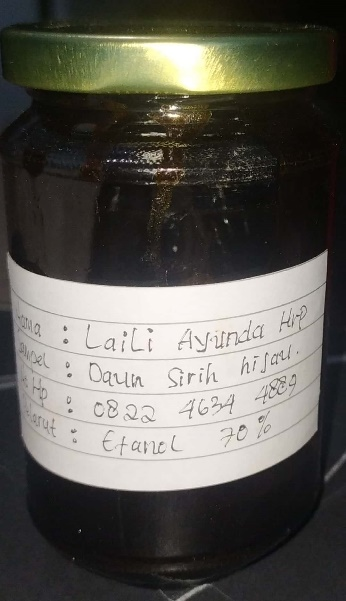 ama : Laili Ayunda Hrp
ampel : Daun Sirih hijau.
Hp : 0822 4634 4889
larut : Etanol 70%